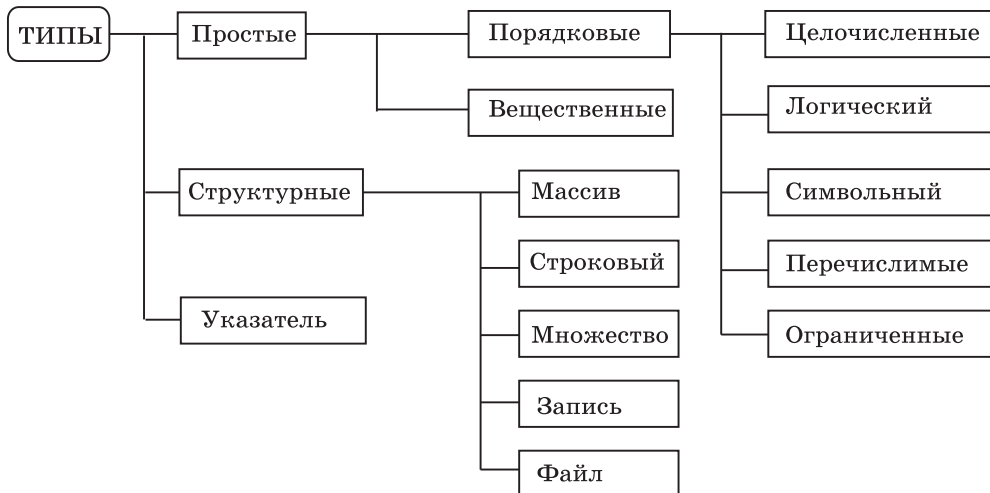 ТИПЫ
Простые
Порядковые
Целочисленные
Вещественные
Логический
Структурные
Массив
Символьный
Строковый
Перечислимые
Указатель
Множество
Ограниченные
Запись
Файл